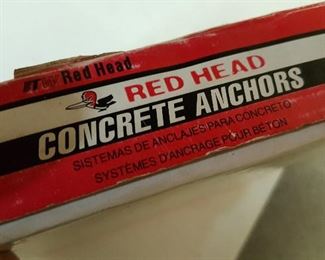 ITW Red Head
RED HEAD
CONCRETE ANCHORS
SISTEMAS DE ANCLAJES PARA CONCRETO
SYSTÈMES D'ANCRAGE POUR BÉTON